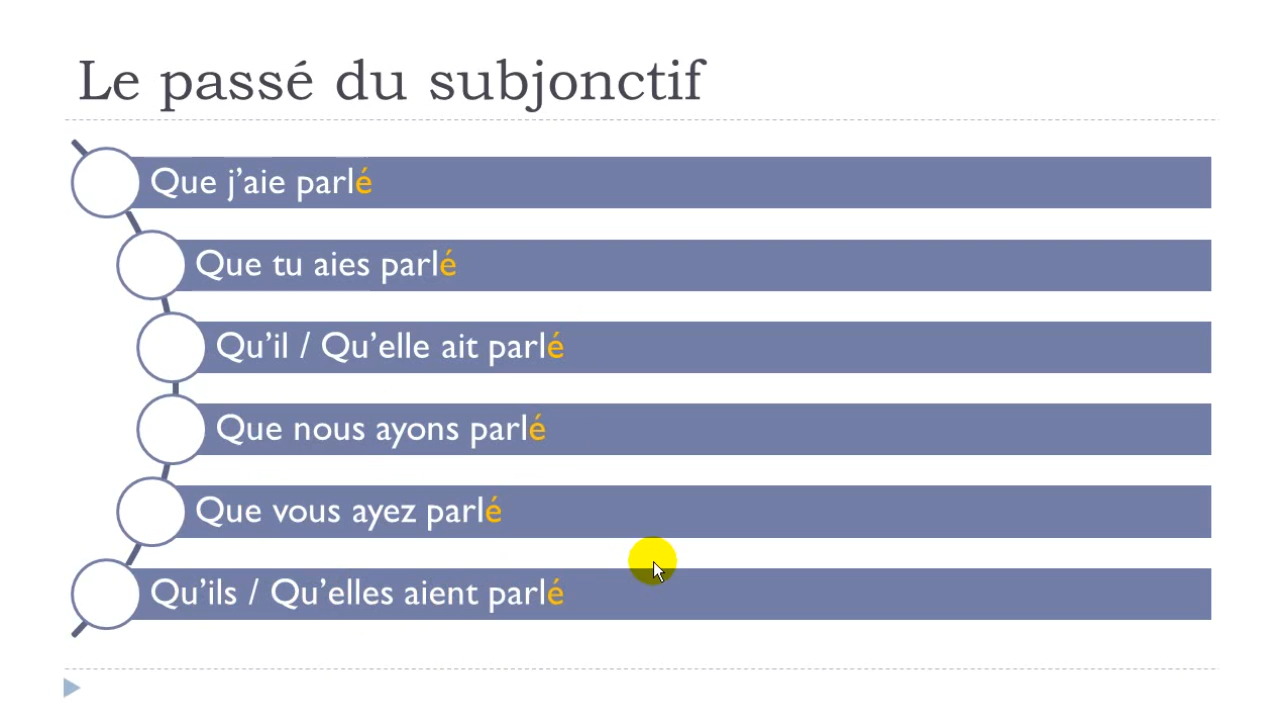 Le passé du subjonctif
Que j’aie parlé
Que tu aies parlé
Qu’il / Qu’elle ait parlé
Que nous ayons parlé
Que vous ayez parlé
Qu’ils / Qu’elles aient parlé